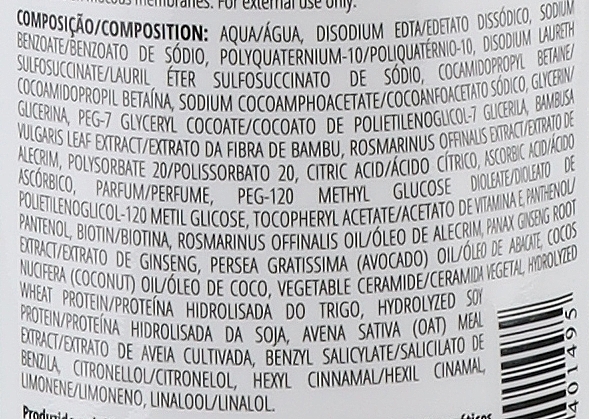 mucous membranes. For external use only.
COMPOSIÇÃO/COMPOSITION: AQUA/ÁGUA, DISODIUM EDTA/EDETATO DISSÓDICO, SODIUM
BENZOATE/BENZOATO DE SÓDIO, POLYQUATERNIUM-10/POLIQUATÉRNIO-10, DISODIUM LAURETH
SULFOSUCCINATE/LAURIL ÉTER SULFOSUCCINATO DE SÓDIO, COCAMIDOPROPYL BETAINE/
COCAMIDOPROPIL BETAÍNA, SODIUM COCOAMPHOACETATE/COCOANFOACETATO SÓDICO, GLYCERIN/
GLICERINA, PEG-7 GLYCERYL COCOATE/COCOATO DE POLIETILENOGLICOL-7 GLICERILA, BAMBUSA
VULGARIS LEAF EXTRACT/EXTRATO DA FIBRA DE BAMBU, ROSMARINUS OFFINALIS EXTRACT/EXTRATO DE
ALECRIM, POLYSORBATE 20/POLISSORBATO 20, CITRIC ACID/ÁCIDO CÍTRICO, ASCORBIC ACID/ÁCIDO
ASCÓRBICO, PARFUM/PERFUME, PEG-120 METHYL GLUCOSE DIOLEATE/DIOLEATO DE
POLIETILENOGLICOL-120 METIL GLICOSE, TOCOPHERYL ACETATE/ACETATO DE VITAMINA E, PANTHENOL/
PANTENOL, BIOTIN/BIOTINA, ROSMARINUS OFFINALIS OIL/ÓLEO DE ALECRIM, PANAX GINSENG ROOT
EXTRACT/EXTRATO DE GINSENG, PERSEA GRATISSIMA (AVOCADO) OIL/ÓLEO DE ABACATE, COCOS
NUCIFERA (COCONUT) OIL/ÓLEO DE COCO, VEGETABLE CERAMIDE/CERAMIDA VEGETAL, HYDROLYZED
WHEAT PROTEIN/PROTEÍNA HIDROLISADA DO TRIGO, HYDROLYZED SOY
PROTEIN/PROTEÍNA HIDROLISADA DA SOJA, AVENA SATIVA (OAT) MEAL
EXTRACT/EXTRATO DE AVEIA CULTIVADA, BENZYL SALICYLATE/SALICILATO DE
BENZILA, CITRONELLOL/CITRONELOL, HEXYL CINNAMAL/HEXIL CINAMAL,
LIMONENE/LIMONENO, LINALOOL/LINALOL.
401495